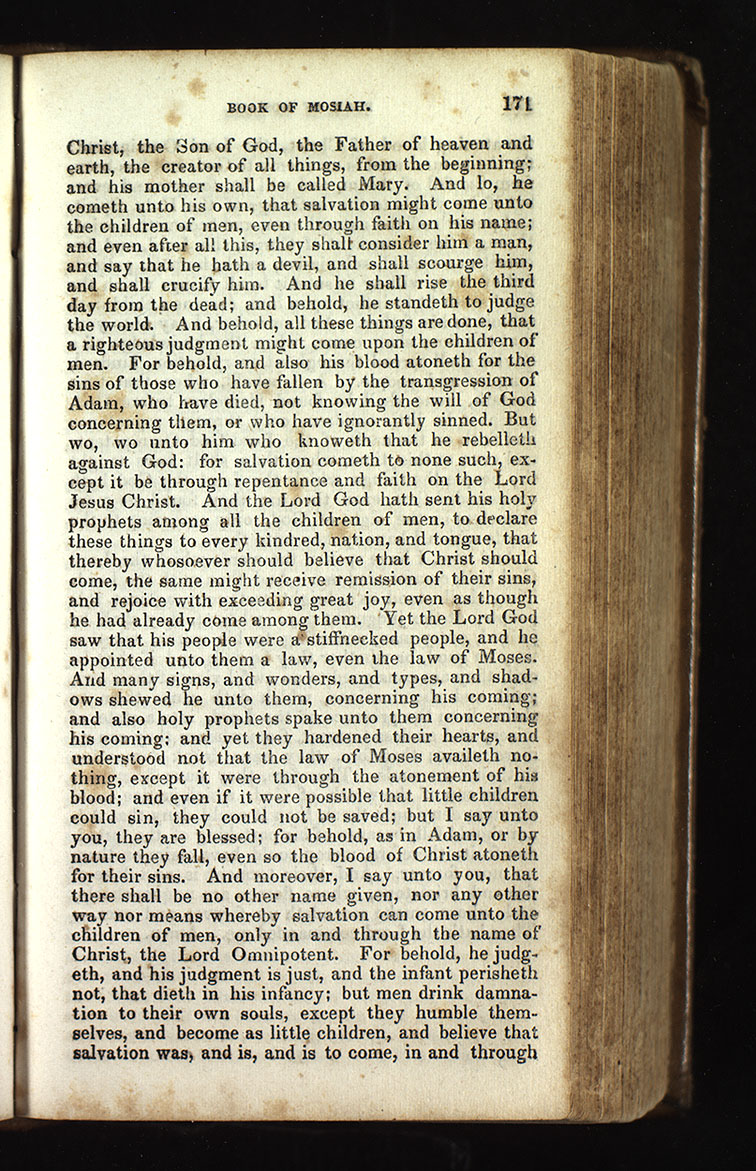 BOOK OF MOSIAH. 171
Christ, the Son of God, the Father of heaven and
earth, the creator of all things, from the beginning;
and his mother shall be called Mary. And lo, he
cometh unto his own, that salvation might come unto
the children of men, even through faith on his name;
and even after all this, they shall consider him a man,
and say that he hath a devil, and shall scourge him,
and shall crucify him. And he shall rise the third
day from the dead; and behold, he standeth to judge
the world. And behold, all these things are done, that
a righteous judgment might come upon the children of
men. For behold, and also his blood atoneth for the
sins of those who have fallen by the transgression of
Adam, who have died, not knowing the will of God
concerning them, or who have ignorantly sinned. But
wo, wo unto him who knoweth that he rebelleth
against God: for salvation cometh to none such, ex-
cept it be through repentance and faith on the Lord
Jesus Christ. And the Lord God hath sent his holy
prophets among all the children of men, to declare
these things to every kindred, nation, and tongue, that
thereby whosoever should believe that Christ should
come, the same might receive remission of their sins,
and rejoice with exceeding great joy, even as though
he had already come among them. Yet the Lord God
saw that his people were a stiffnecked people, and he
appointed unto them a law, even the law of Moses.
And many signs, and wonders, and types, and shad-
ows shewed he unto them, concerning his coming;
and also holy prophets spake unto them concerning
his coming; and yet they hardened their hearts, and
understood not that the law of Moses availeth no-
thing, except it were through the atonement of his
blood; and even if it were possible that little children
could sin, they could not be saved; but I say unto
you, they are blessed; for behold, as in Adam, or by
nature they fall, even so the blood of Christ atoneth
for their sins. And moreover, I say unto you, that
there shall be no other name given, nor any other
way nor means whereby salvation can come unto the
children of men, only in and through the name of
Christ, the Lord Omnipotent. For behold, he judg-
eth, and his judgment is just, and the infant perisheth
not, that dieth in his infancy; but men drink damna-
tion to their own souls, except they humble them-
selves, and become as little children, and believe that
salvation was, and is, and is to come, in and through